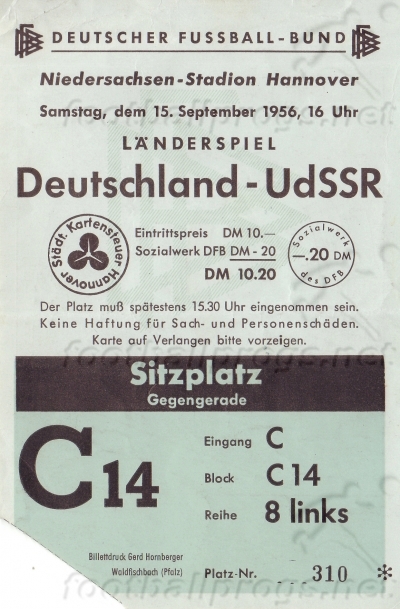 DEUTSCHER FUSSBALL-BUND
Niedersachsen-Stadion Hannover
Samstag, dem 15. September 1956, 16 Uhr
LÄNDERSPIEL
Deutschland - UdSSR
Städt. Kartensteuer Hannover
Eintrittspreis DM 10.—
Sozialwerk DFB DM -20
DM 10.20
Sozialwerk
—.20 DM
des DFB
Der Platz muß spätestens 15.30 Uhr eingenommen sein.
Keine Haftung für Sach- und Personenschäden.
Karte auf Verlangen bitte vorzeigen.
Sitzplatz
Gegengerade
C14
Eingang C
Block C 14
Reihe 8 links
Billettdruck Gerd Hornberger
Waldfischbach (Pfalz)
Platz-Nr. 310 *
footballprogs.net